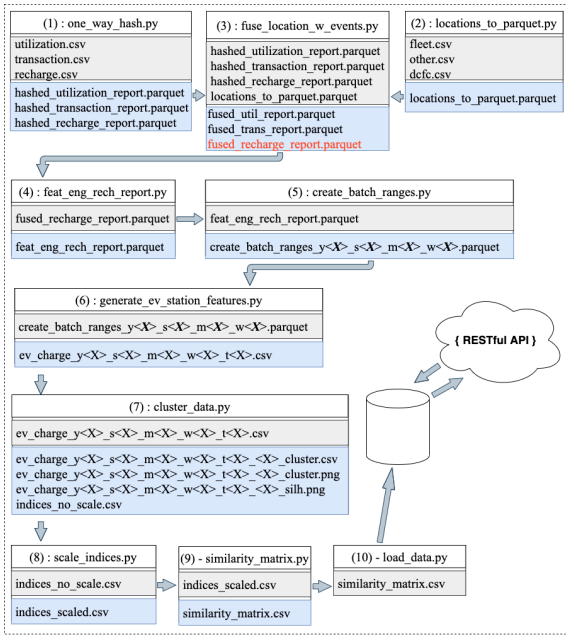 (1) : one_way_hash.py
utilization.csv
transaction.csv
recharge.csv
hashed_utilization_report.parquet
hashed_transaction_report.parquet
hashed_recharge_report.parquet
(3) : fuse_location_w_events.py
hashed_utilization_report.parquet
hashed_transaction_report.parquet
hashed_recharge_report.parquet
locations_to_parquet.parquet
fused_util_report.parquet
fused_trans_report.parquet
fused_recharge_report.parquet
(2) : locations_to_parquet.py
fleet.csv
other.csv
dcfc.csv
locations_to_parquet.parquet
(4) : feat_eng_rech_report.py
fused_recharge_report.parquet
feat_eng_rech_report.parquet
(5) : create_batch_ranges.py
feat_eng_rech_report.parquet
create_batch_ranges_y<X>_s<X>_m<X>_w<X>.parquet
(6) : generate_ev_station_features.py
create_batch_ranges_y<X>_s<X>_m<X>_w<X>.parquet
ev_charge_y<X>_s<X>_m<X>_w<X>_t<X>.csv
{ RESTful API }
(7) : cluster_data.py
ev_charge_y<X>_s<X>_m<X>_w<X>_t<X>.csv
ev_charge_y<X>_s<X>_m<X>_w<X>_t<X>_<X>_cluster.csv
ev_charge_y<X>_s<X>_m<X>_w<X>_t<X>_<X>_cluster.png
ev_charge_y<X>_s<X>_m<X>_w<X>_t<X>_<X>_silh.png
indices_no_scale.csv
(8) : scale_indices.py
indices_no_scale.csv
indices_scaled.csv
(9) - similarity_matrix.py
indices_scaled.csv
similarity_matrix.csv
(10) - load_data.py
similarity_matrix.csv